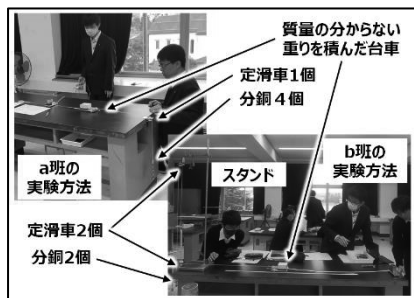 質量の分からない
重りを積んだ台車
定滑車1個
分銅４個
a班の
実験方法
スタンド
b班の
実験方法
定滑車2個
分銅2個